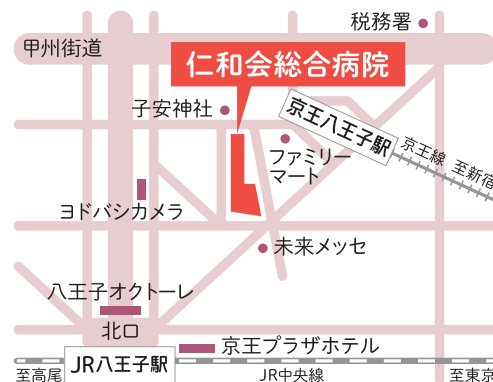 税務署
甲州街道
仁和会総合病院
子安神社
京王八王子駅
京王線 至新宿
ファミリー
マート
ヨドバシカメラ
未来メッセ
八王子オクトーレ
北口
京王プラザホテル
JR八王子駅
至高尾
JR中央線
至東京